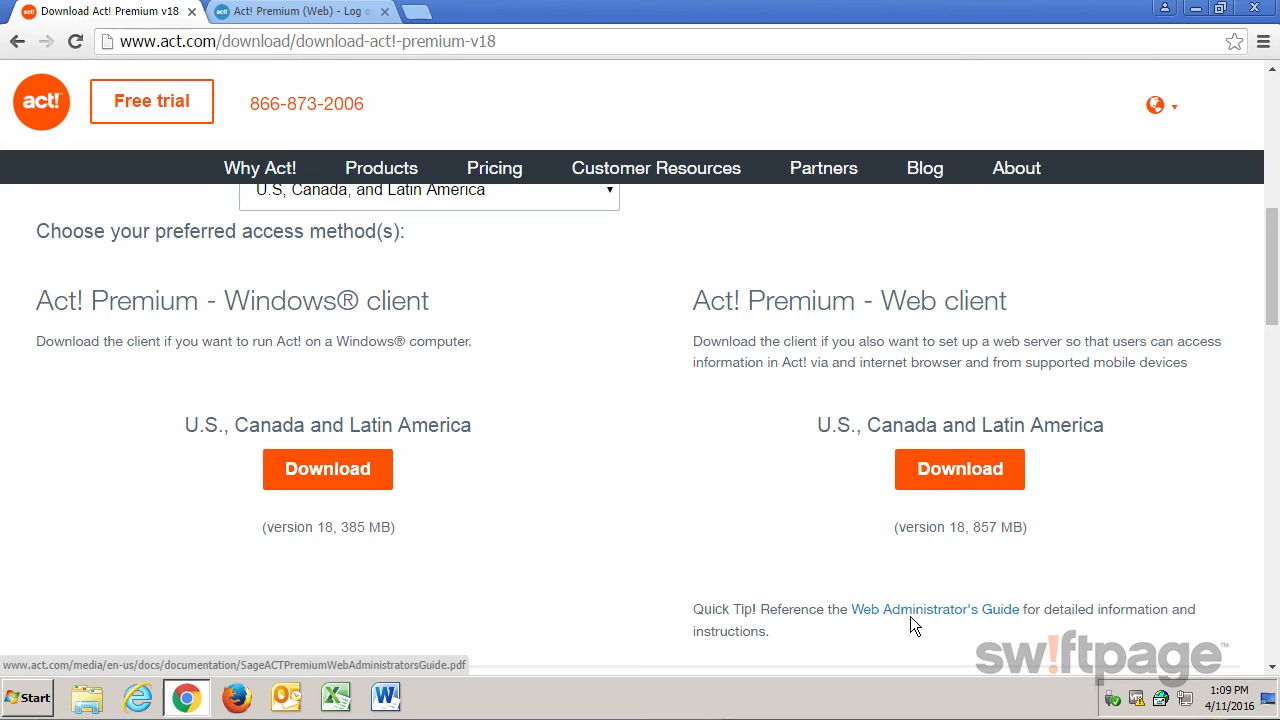 Download Act! Premium v18
Act! Premium (Web) - Log o
www.act.com/download/download-act!-premium-v18
act!
Free trial
866-873-2006
Why Act!
Products
Pricing
Customer Resources
Partners
Blog
About
U.S, Canada, and Latin America
Choose your preferred access method(s):
Act! Premium - Windows® client
Download the client if you want to run Act! on a Windows® computer.
U.S., Canada and Latin America
Download
(version 18, 385 MB)
Act! Premium - Web client
Download the client if you also want to set up a web server so that users can access
information in Act! via and internet browser and from supported mobile devices
U.S., Canada and Latin America
Download
(version 18, 857 MB)
Quick Tip! Reference the Web Administrator's Guide for detailed information and
instructions.
sw!ftpage™
www.act.com/media/en-us/docs/documentation/SageACTPremiumWebAdministratorsGuide.pdf
Start
1:09 PM
4/11/2016